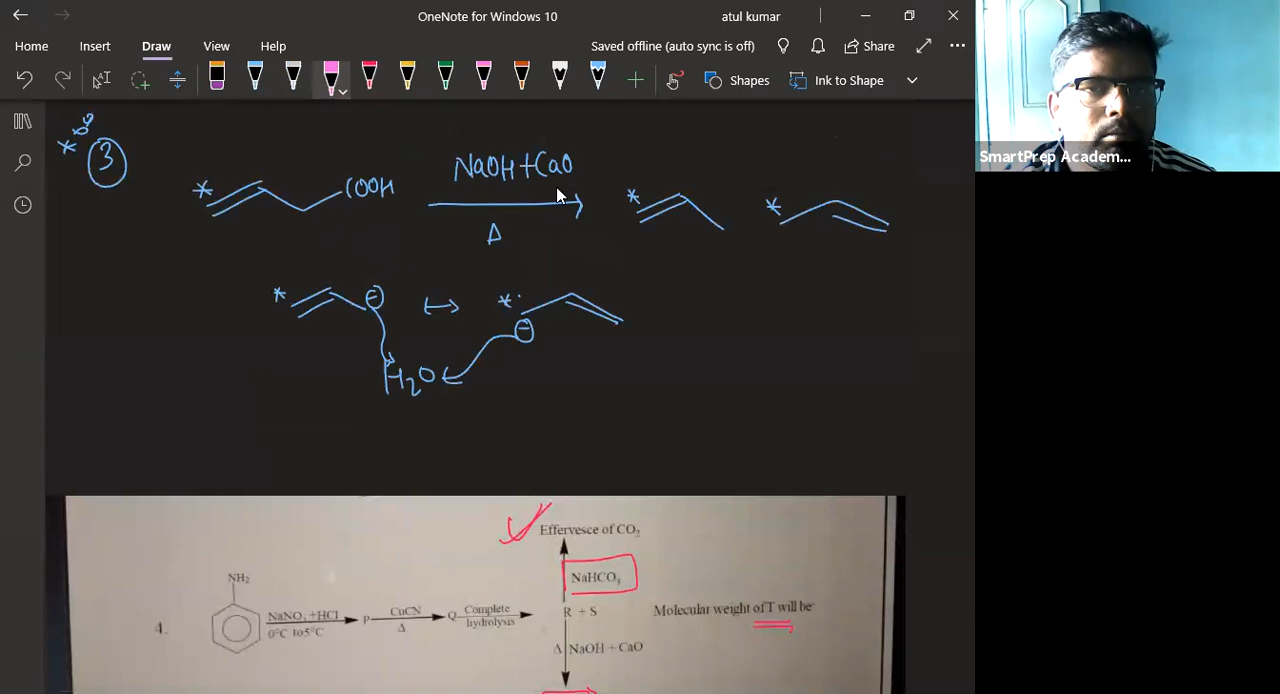 OneNote for Windows 10
atul kumar
Home Insert Draw View Help
Saved offline (auto sync is off)
Share
Shapes
Ink to Shape
SmartPrep Academ...
* 3
* COOH
NaOH+CaO
Δ
* *
* ⊖ ↔ * ⊖
H₂O
Effervesce of CO₂
NaHCO₃
NH₂
4.
NaNO₂+HCl
0°C to5°C
P
CuCN
Δ
Q
Complete
hydrolysis
R + S
Molecular weight of T will be
Δ NaOH + CaO